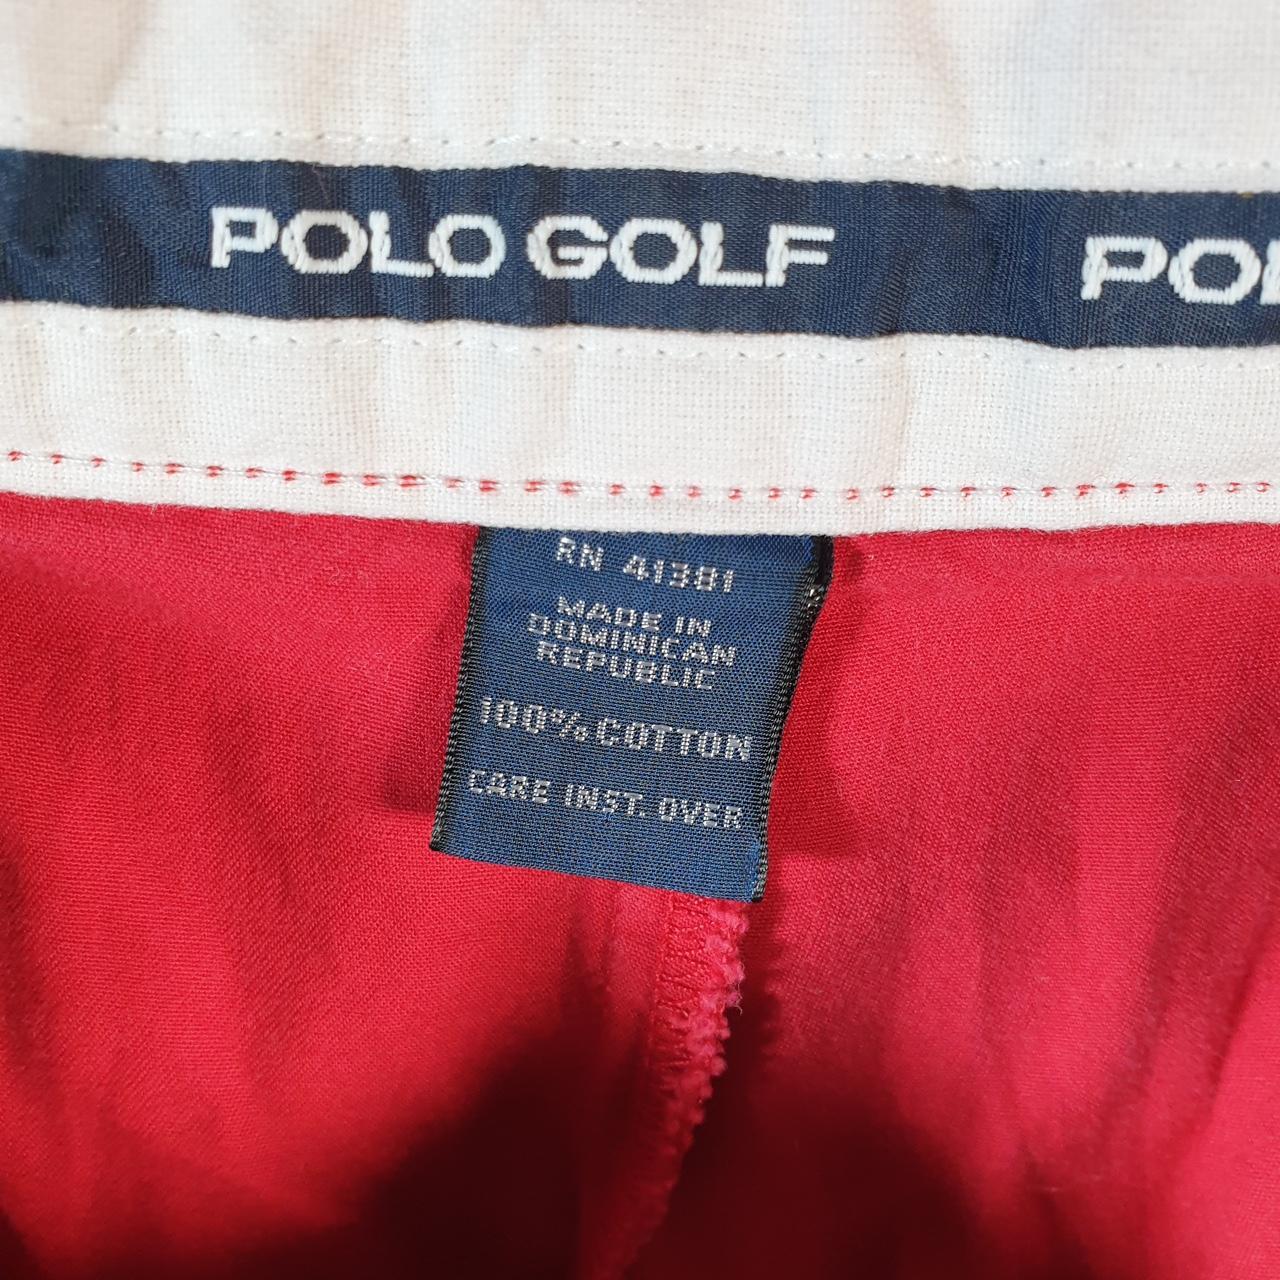 POLO GOLF POL
RN 41381
MADE IN
DOMINICAN
REPUBLIC
100% COTTON
CARE INST. OVER